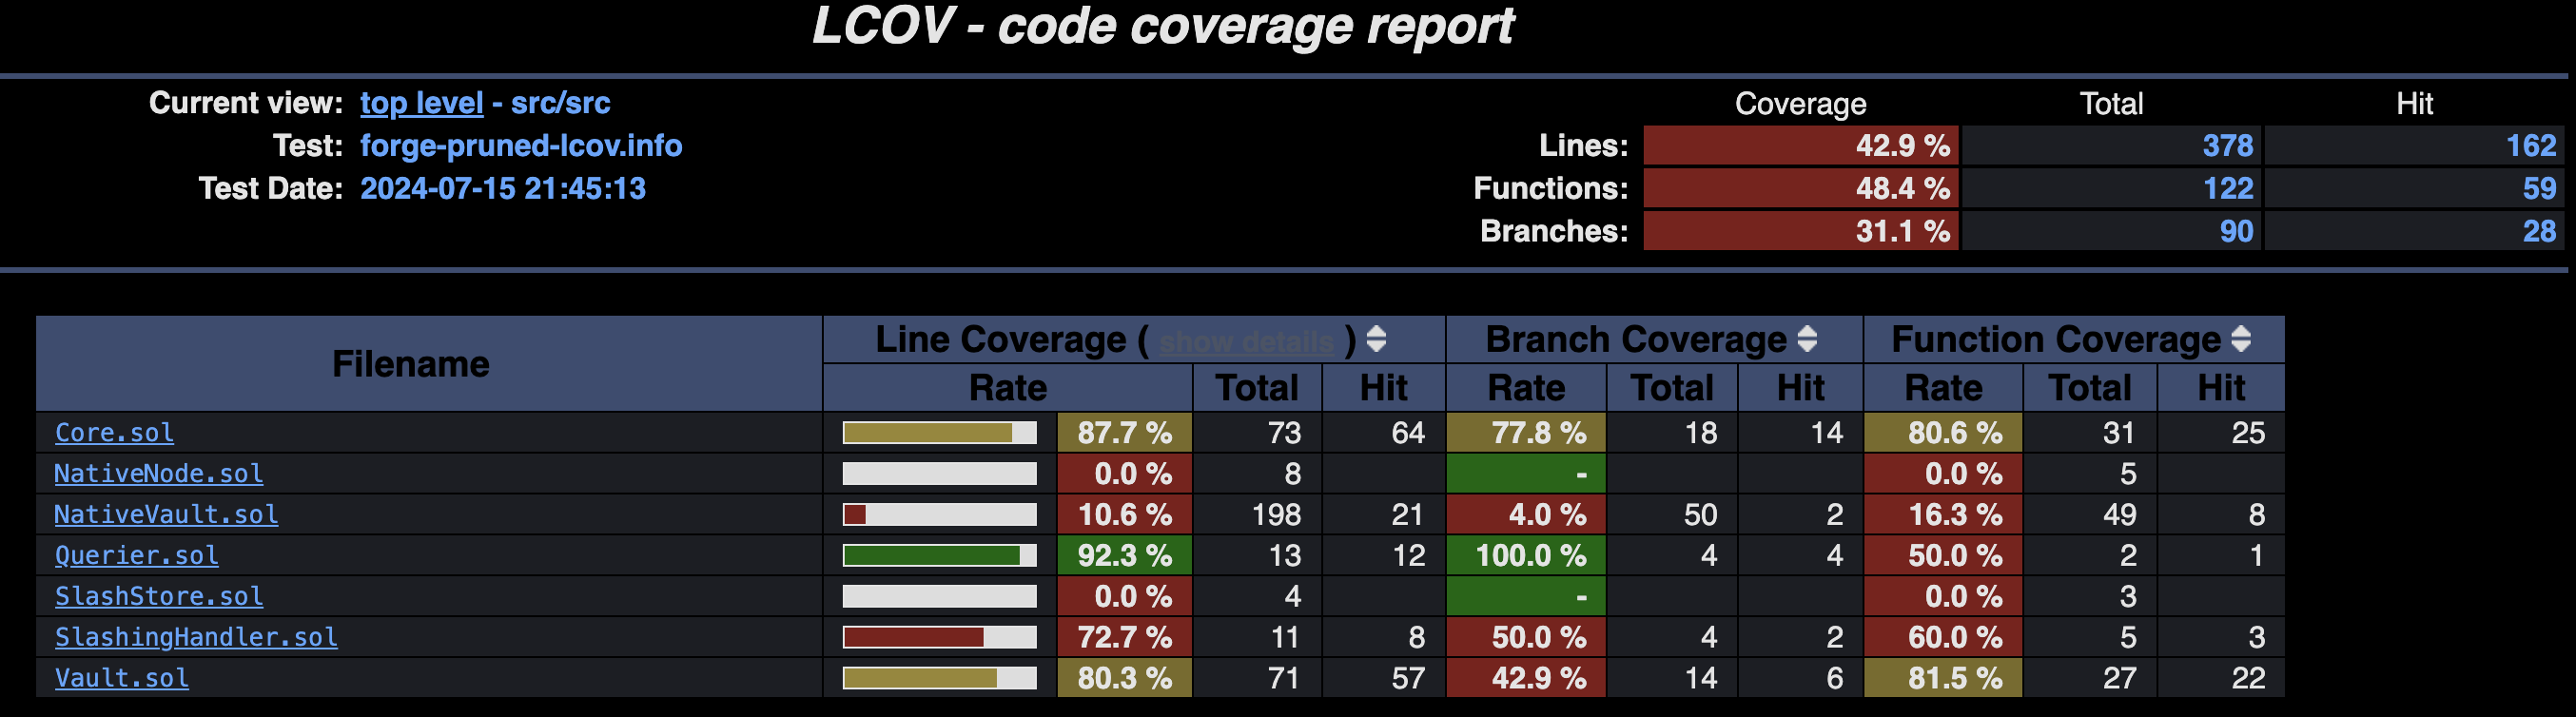 LCOV - code coverage report
Current view: top level - src/src
Test: forge-pruned-lcov.info
Test Date: 2024-07-15 21:45:13
Coverage Total Hit
Lines: 42.9 % 378 162
Functions: 48.4 % 122 59
Branches: 31.1 % 90 28
Filename Line Coverage ( show details ) Branch Coverage Function Coverage
Rate Total Hit Rate Total Hit Rate Total Hit
Core.sol 87.7 % 73 64 77.8 % 18 14 80.6 % 31 25
NativeNode.sol 0.0 % 8 - 0.0 % 5
NativeVault.sol 10.6 % 198 21 4.0 % 50 2 16.3 % 49 8
Querier.sol 92.3 % 13 12 100.0 % 4 4 50.0 % 2 1
SlashStore.sol 0.0 % 4 - 0.0 % 3
SlashingHandler.sol 72.7 % 11 8 50.0 % 4 2 60.0 % 5 3
Vault.sol 80.3 % 71 57 42.9 % 14 6 81.5 % 27 22